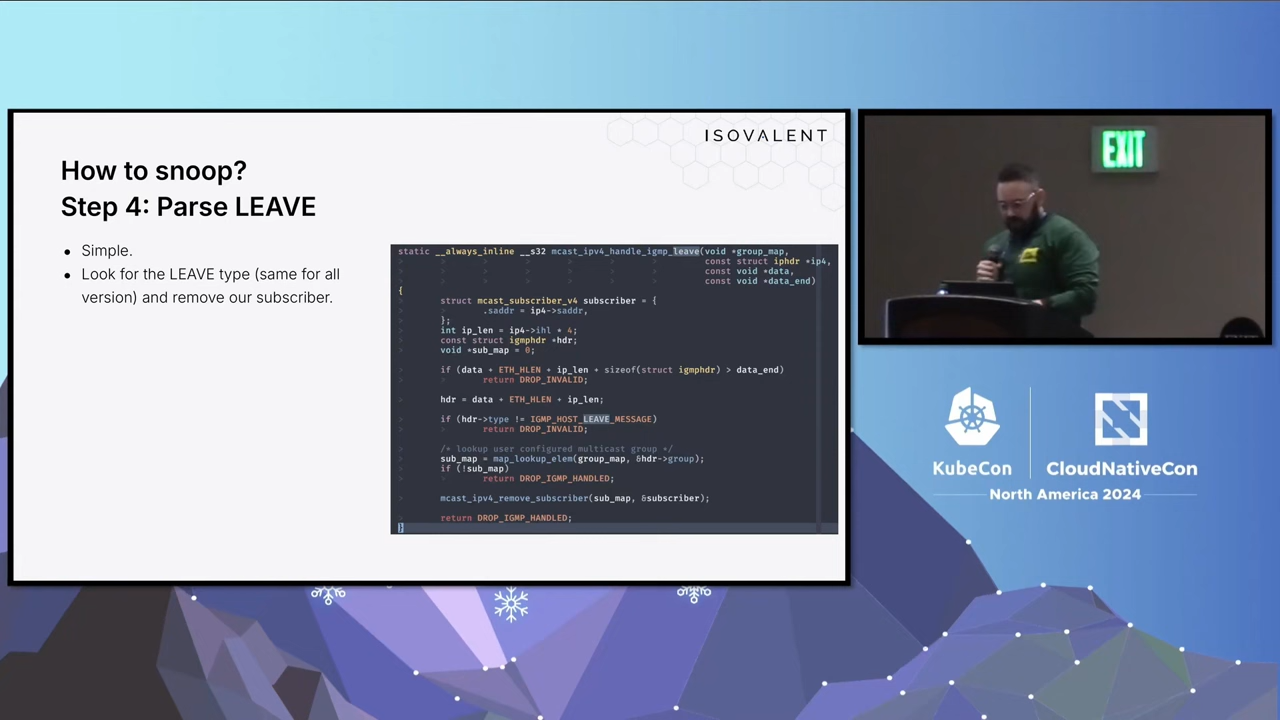 ISOVALENT
How to snoop?
Step 4: Parse LEAVE
• Simple.
• Look for the LEAVE type (same for all
version) and remove our subscriber.
static __always_inline __s32 mcast_ipv4_handle_igmp_leave(void *group_map,
const struct iphdr *ip4,
const void *data,
const void *data_end)
{
struct mcast_subscriber_v4 subscriber = {
.saddr = ip4->saddr,
};
int ip_len = ip4->ihl * 4;
const struct igmphdr *hdr;
void *sub_map = 0;
if (data + ETH_HLEN + ip_len + sizeof(struct igmphdr) > data_end)
return DROP_INVALID;
hdr = data + ETH_HLEN + ip_len;
if (hdr->type != IGMP_HOST_LEAVE_MESSAGE)
return DROP_INVALID;
/* lookup user configured multicast group */
sub_map = map_lookup_elem(group_map, &hdr->group);
if (!sub_map)
return DROP_IGMP_HANDLED;
mcast_ipv4_remove_subscriber(sub_map, &subscriber);
return DROP_IGMP_HANDLED;
}
EXIT
KubeCon
CloudNativeCon
North America 2024